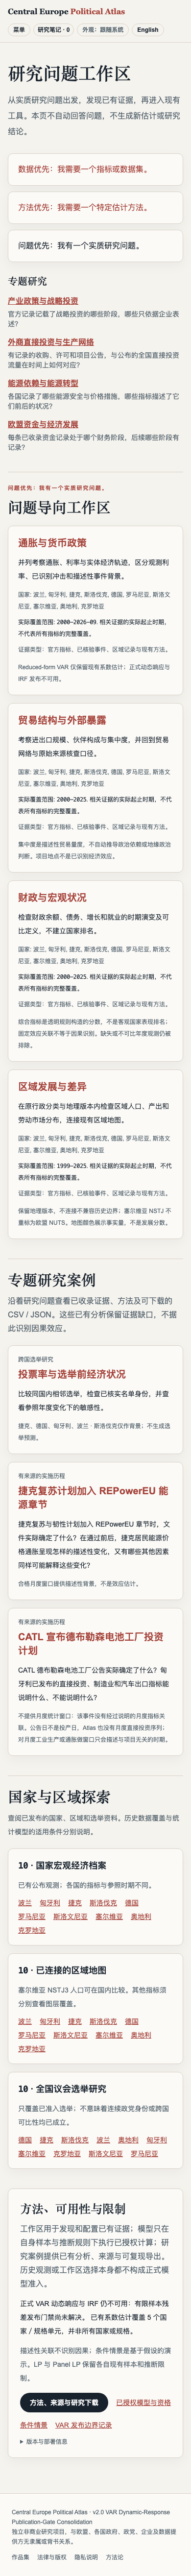 Central Europe Political Atlas
菜单
研究笔记 · 0
外观：跟随系统
English
研究问题工作区
从实质研究问题出发，发现已有证据，再进入现
有工具。本页不自动回答问题，不生成新估计或研究
结论。
数据优先：我需要一个指标或数据集。
方法优先：我需要一个特定估计方法。
问题优先：我有一个实质研究问题。
专题研究
产业政策与战略投资
官方记录记载了战略投资的哪些阶段，哪些只依据企业表
述？
外商直接投资与生产网络
有记录的收购、许可和项目公告，与公布的全国直接投资
流量在时间上如何对应？
能源依赖与能源转型
各国记录了哪些能源安全与价格措施，哪些指标描述了它
们前后的状况？
欧盟资金与经济发展
每条已收录资金记录处于哪个财务阶段，后续哪些阶段有
记录？
问题优先：我有一个实质研究问题。
问题导向工作区
通胀与货币政策
并列考察通胀、利率与实体经济轨迹，区分观测利
率、已识别冲击和描述性事件背景。
国家: 波兰, 匈牙利, 捷克, 斯洛伐克, 德国, 罗马尼亚, 斯洛文
尼亚, 塞尔维亚, 奥地利, 克罗地亚
实际覆盖范围: 2000–2026-09. 相关证据的实际起止时期，不
代表所有指标的完整覆盖。
证据类型：官方指标、已核验事件、区域记录与现有方法。
Reduced-form VAR 仅保留现有系数估计；正式动态响应与
IRF 发布不可用。
贸易结构与外部暴露
考察进出口规模、伙伴构成与集中度，并回到贸易
网络与原始来源核查口径。
国家: 波兰, 匈牙利, 捷克, 斯洛伐克, 德国, 罗马尼亚, 斯洛文
尼亚, 塞尔维亚, 奥地利, 克罗地亚
实际覆盖范围: 2000–2025. 相关证据的实际起止时期，不代
表所有指标的完整覆盖。
证据类型：官方指标、已核验事件、区域记录与现有方法。
集中度是描述性贸易量度，不自动推导政治依赖或地缘政治
归因。项目地点不是已识别经济效应。
财政与宏观状况
检查财政余额、债务、增长和就业的时期演变及可
比定义，不建立国家排名。
国家: 波兰, 匈牙利, 捷克, 斯洛伐克, 德国, 罗马尼亚, 斯洛文
尼亚, 塞尔维亚, 奥地利, 克罗地亚
实际覆盖范围: 2000–2025. 相关证据的实际起止时期，不代
表所有指标的完整覆盖。
证据类型：官方指标、已核验事件、区域记录与现有方法。
综合指标是透明规则构造的分数，不是客观国家表现排名；
固定效应关联不等于因果识别。缺失或不可比年度规则仍被
排除。
区域发展与差异
在原行政分类与地理版本内检查区域人口、产出和
劳动市场分布，连接现有区域地图。
国家: 波兰, 匈牙利, 捷克, 斯洛伐克, 德国, 罗马尼亚, 斯洛文
尼亚, 塞尔维亚, 奥地利, 克罗地亚
实际覆盖范围: 1999–2025. 相关证据的实际起止时期，不代
表所有指标的完整覆盖。
证据类型：官方指标、已核验事件、区域记录与现有方法。
保留地理版本，不连接不兼容历史边界；塞尔维亚 NSTJ 不
重标为欧盟 NUTS。地图颜色展示事实量，不是发展分数。
专题研究案例
沿着研究问题查看已收录证据、方法及可下载的
CSV / JSON。这些已有分析保留证据缺口，不据
此识别因果效应。
跨国选举研究
投票率与选举前经济状况
比较同国内相邻选举，检查已核实名单身份，并查
看参照年度变化下的敏感性。
捷克、德国、匈牙利、波兰 · 斯洛伐克仅作背景；不生成选
举预测。
有来源的实施历程
捷克复苏计划加入 REPowerEU 能
源章节
捷克复苏与韧性计划加入 REPowerEU 章节时，文
件实际确定了什么？在通过前后，捷克居民能源价
格通胀呈现怎样的描述性变化，又有哪些其他因素
同样可能解释这些变化？
合格月度窗口提供描述性背景，不是效应估计。
有来源的实施历程
CATL 宣布德布勒森电池工厂投资
计划
CATL 德布勒森电池工厂公告实际确定了什么？匈
牙利已发布的直接投资、制造业和汽车出口指标能
说明什么、不能说明什么？
不提供月度统计窗口：该事件没有经过说明的月度指标关
联。公告日不是投产日，Atlas 也没有月度直接投资序列；
对月度工业生产或通胀做窗口只会描述与项目无关的时期。
国家与区域探索
查阅已发布的国家、区域和选举资料。历史数据覆盖与统
计模型的适用条件分别说明。
10 · 国家宏观经济档案
已有公布观测；各国的指标与参照时期不同。
波兰 匈牙利 捷克 斯洛伐克 德国
罗马尼亚 斯洛文尼亚 塞尔维亚 奥地利
克罗地亚
10 · 已连接的区域地图
塞尔维亚 NSTJ3 人口可在国内比较。其他指标须
分别查看图层覆盖。
波兰 匈牙利 捷克 斯洛伐克 德国
罗马尼亚 斯洛文尼亚 塞尔维亚 奥地利
克罗地亚
10 · 全国议会选举研究
只覆盖已准入选举；不意味着连续政党身份或跨国
可比性均已成立。
德国 捷克 斯洛伐克 波兰 奥地利 匈牙利
塞尔维亚 克罗地亚 斯洛文尼亚 罗马尼亚
方法、可用性与限制
工作区用于发现和配置已有证据；模型只在
自身样本与推断规则下执行已授权计算；研
究案例提供已有分析、来源与可复现导出。
历史观测或工作区选择本身都不构成正式模
型准入。
正式 VAR 动态响应与 IRF 仍不可用：有限样本残
差发布门禁尚未解决。 已有系数估计覆盖 5 个国
家 / 规格单元，并非所有国家或规格。
描述性关联不识别因果；条件情景是基于假设的演
示。LP 与 Panel LP 保留各自现有样本和推断限
制。
方法、来源与研究下载
已授权模型与资格
条件情景 VAR 发布边界记录
▸ 版本与部署信息
Central Europe Political Atlas · v2.0 VAR Dynamic-Response
Publication-Gate Consolidation
独立非商业研究项目，与欧盟、各国政府、政党、企业及数据提
供方无隶属或背书关系。
作品集 法律与版权 隐私说明 方法论